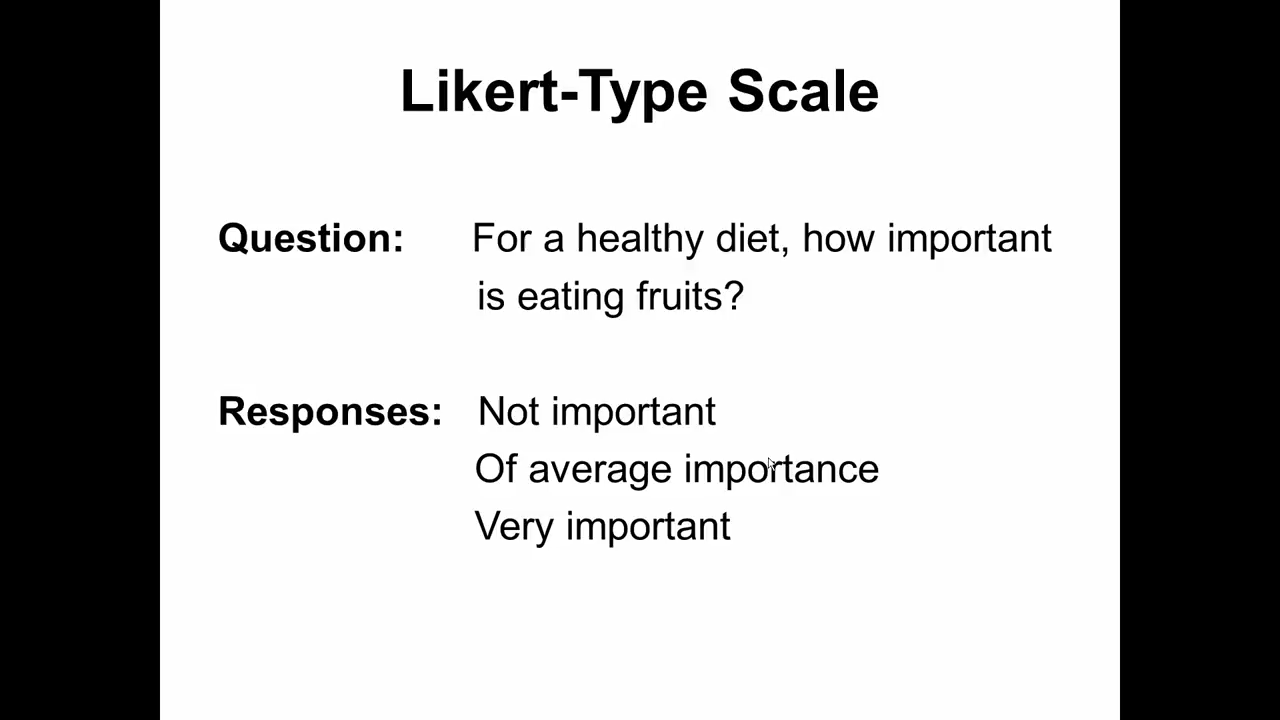 Likert-Type Scale
Question: For a healthy diet, how important
is eating fruits?
Responses: Not important
Of average importance
Very important